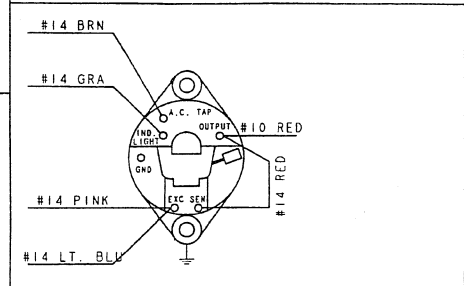 #14 BRN
#14 GRA
A.C. TAP
IND.
LIGHT
OUTPUT
#10 RED
GND
#14 RED
EXC SEN
#14 PINK
#14 LT. BLU